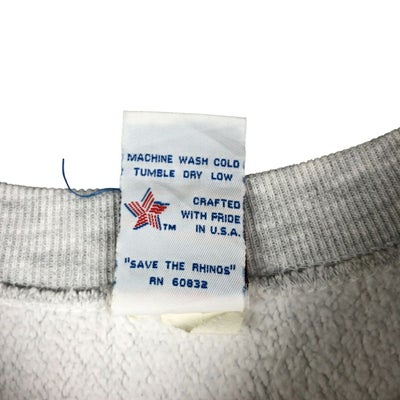 MACHINE WASH COLD
TUMBLE DRY LOW
CRAFTED
WITH PRIDE
IN U.S.A.
TM
"SAVE THE RHINOS"
RN 60832